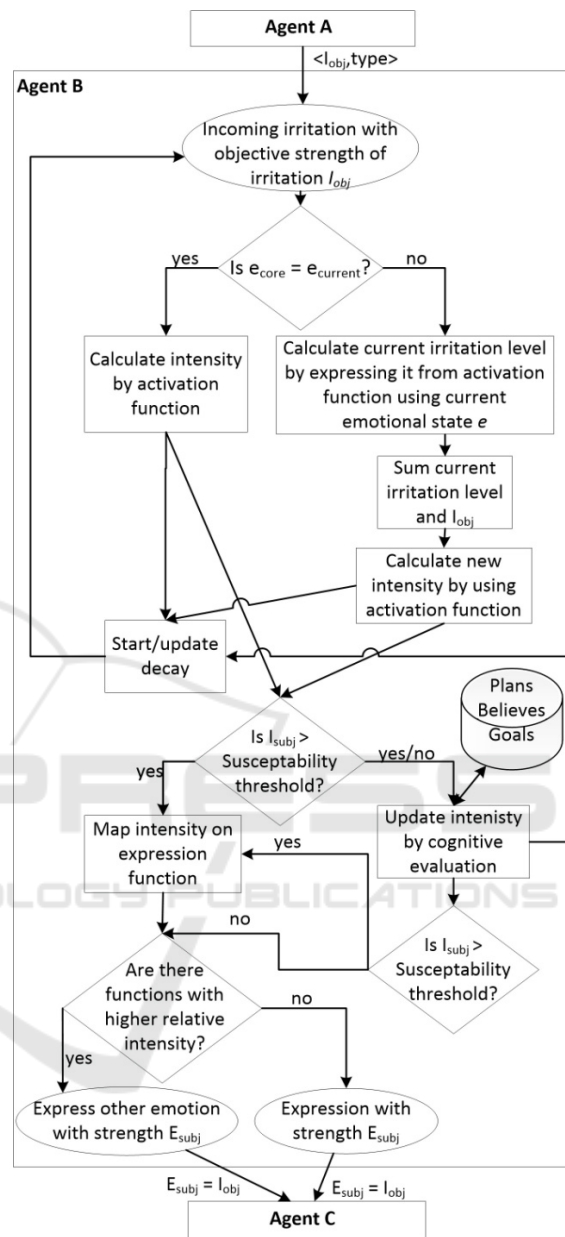 Agent A
<I_obj,type>
Agent B
Incoming irritation with
objective strength of
irritation I_obj
yes
Is e_core = e_current?
no
Calculate intensity
by activation
function
Calculate current irritation level
by expressing it from activation
function using current
emotional state e
Sum current
irritation level
and I_obj
Calculate new
intensity by using
activation function
Start/update
decay
Plans
Believes
Goals
Is I_subj >
Susceptability
threshold?
yes
yes/no
Map intensity on
expression
function
yes
Update intenisty
by cognitive
evaluation
no
Is I_subj >
Susceptability
threshold?
Are there
functions with
higher relative
intensity?
yes
no
Express other emotion
with strength E_subj
Expression with
strength E_subj
E_subj = I_obj
E_subj = I_obj
Agent C
PRESS
OLOGY PUBLICATIONS